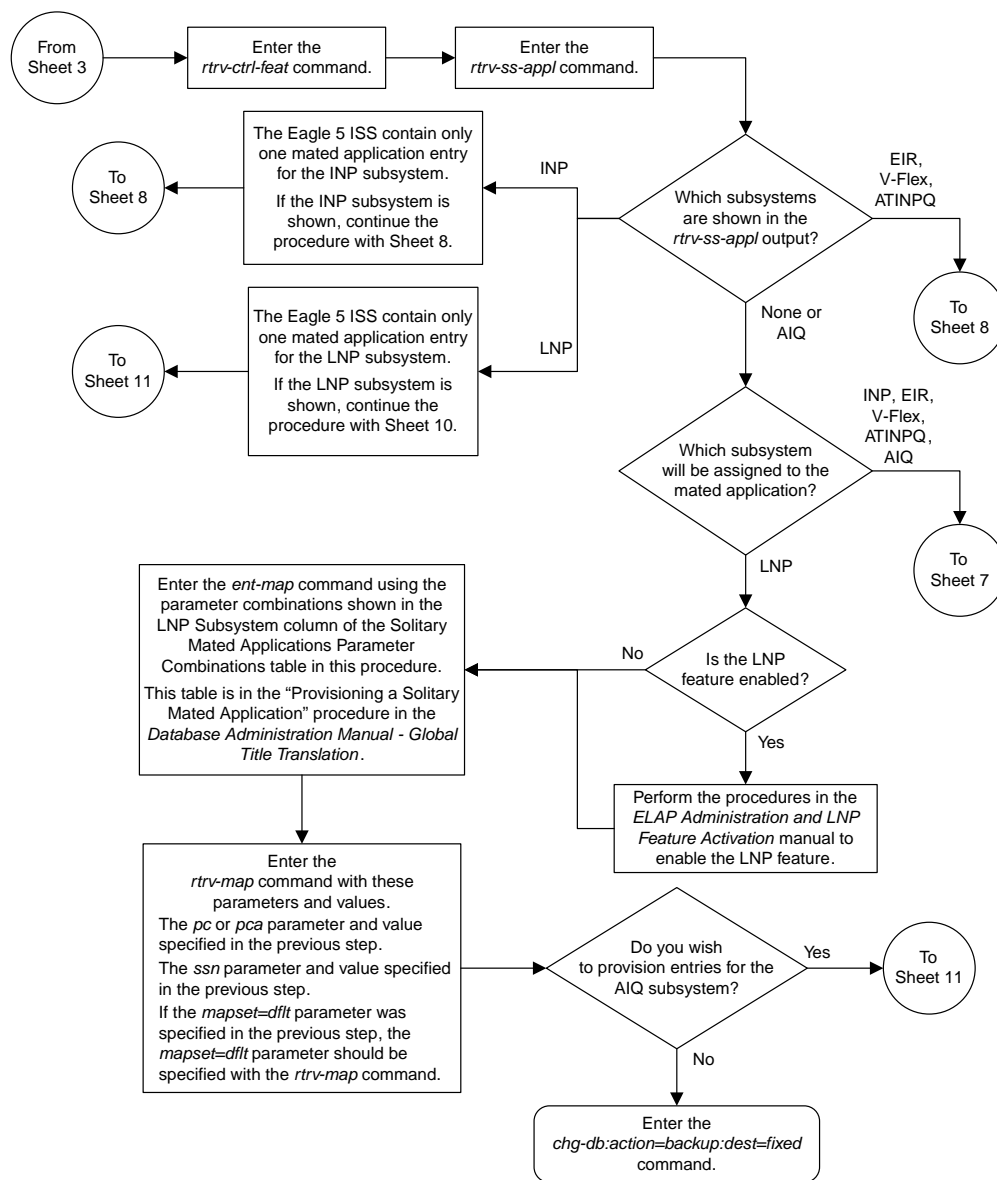 From
Sheet 3
Enter the
rtrv-ctrl-feat command.
Enter the
rtrv-ss-appl command.
The Eagle 5 ISS contain only
one mated application entry
for the INP subsystem.
If the INP subsystem is
shown, continue the
procedure with Sheet 8.
To
Sheet 8
INP
Which subsystems
are shown in the
rtrv-ss-appl output?
EIR,
V-Flex,
ATINPQ
To
Sheet 8
The Eagle 5 ISS contain only
one mated application entry
for the LNP subsystem.
If the LNP subsystem is
shown, continue the
procedure with Sheet 10.
To
Sheet 11
LNP
None or
AIQ
Which subsystem
will be assigned to the
mated application?
INP, EIR,
V-Flex,
ATINPQ,
AIQ
To
Sheet 7
LNP
Enter the ent-map command using the
parameter combinations shown in the
LNP Subsystem column of the Solitary
Mated Applications Parameter
Combinations table in this procedure.
This table is in the “Provisioning a Solitary
Mated Application” procedure in the
Database Administration Manual - Global
Title Translation.
No
Is the LNP
feature enabled?
Yes
Perform the procedures in the
ELAP Administration and LNP
Feature Activation manual to
enable the LNP feature.
Enter the
rtrv-map command with these
parameters and values.
The pc or pca parameter and value
specified in the previous step.
The ssn parameter and value specified
in the previous step.
If the mapset=dflt parameter was
specified in the previous step, the
mapset=dflt parameter should be
specified with the rtrv-map command.
Do you wish
to provision entries for the
AIQ subsystem?
Yes
To
Sheet 11
No
Enter the
chg-db:action=backup:dest=fixed
command.